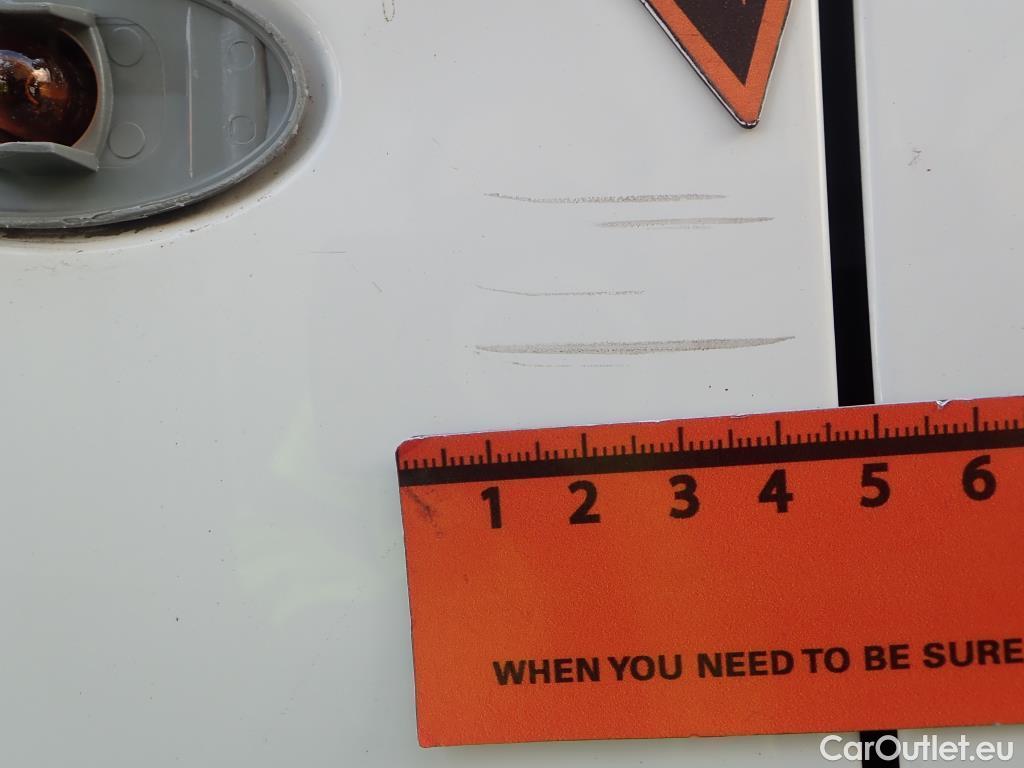 1 2 3 4 5 6
WHEN YOU NEED TO BE SURE
CarOutlet.eu